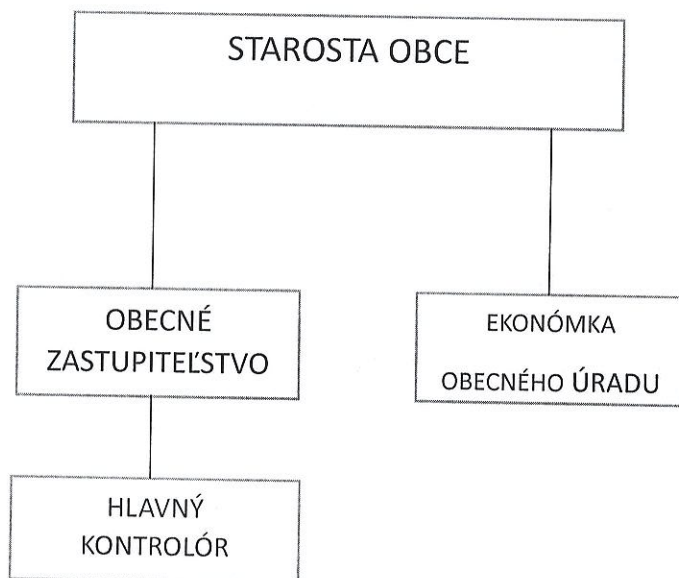 STAROSTA OBCE
OBECNÉ
ZASTUPITEĽSTVO
EKONÓMKA
OBECNÉHO ÚRADU
HLAVNÝ
KONTROLÓR